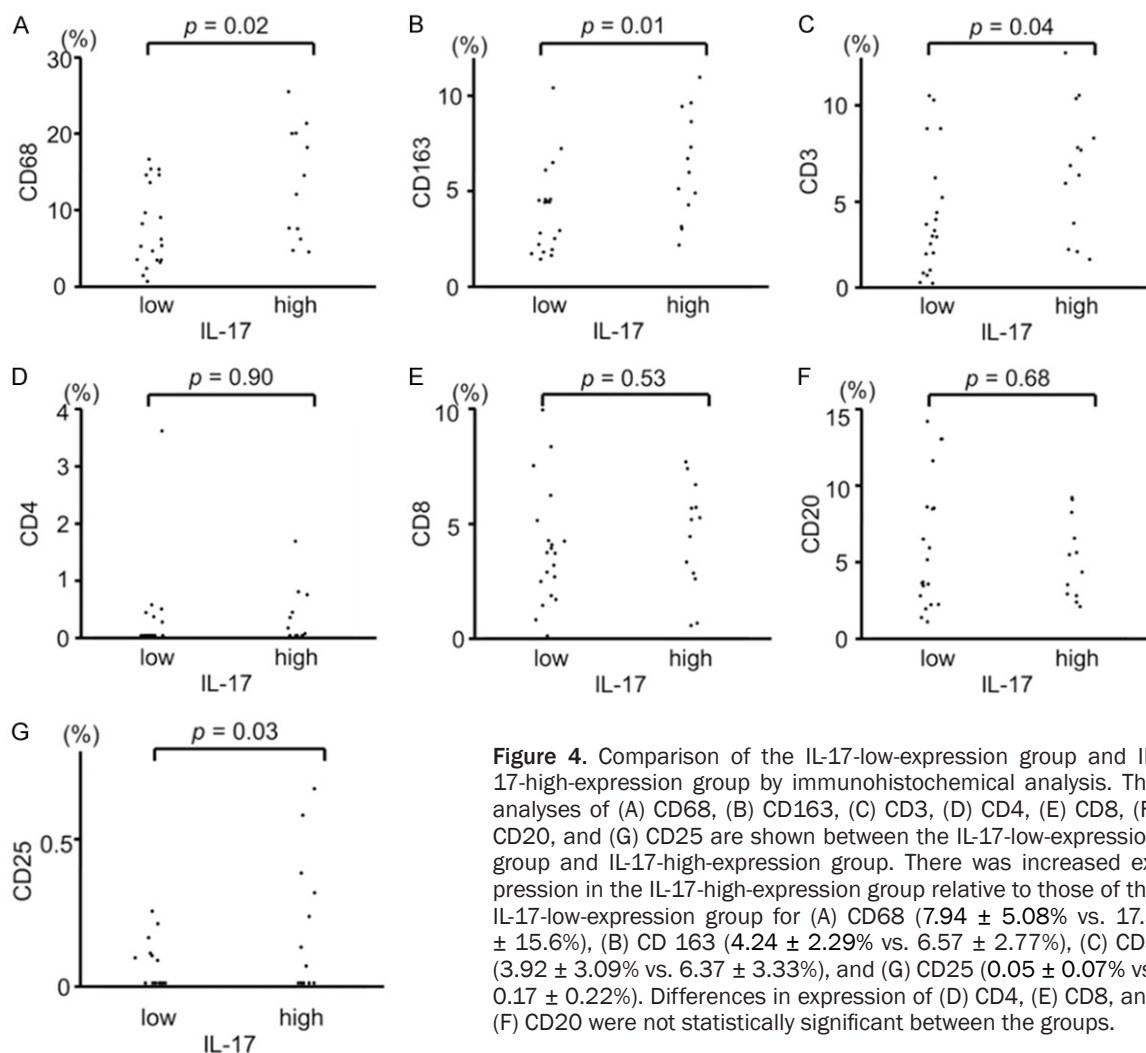 A
(%)
p = 0.02
30
20
10
0
CD68
low
high
IL-17
B
(%)
p = 0.01
10
5
0
CD163
low
high
IL-17
C
(%)
p = 0.04
10
5
0
CD3
low
high
IL-17
D
(%)
p = 0.90
4
3
2
1
0
CD4
low
high
IL-17
E
(%)
p = 0.53
10
5
0
CD8
low
high
IL-17
F
(%)
p = 0.68
15
10
5
0
CD20
low
high
IL-17
G
(%)
p = 0.03
0.5
0
CD25
low
high
IL-17
Figure 4. Comparison of the IL-17-low-expression group and
17-high-expression group by immunohistochemical analysis.
analyses of (A) CD68, (B) CD163, (C) CD3, (D) CD4, (E) CD8,
CD20, and (G) CD25 are shown between the IL-17-low-expressio
group and IL-17-high-expression group. There was increased ex-
pression in the IL-17-high-expression group relative to those of
IL-17-low-expression group for (A) CD68 (7.94 ± 5.08% vs. 17.
± 15.6%), (B) CD 163 (4.24 ± 2.29% vs. 6.57 ± 2.77%), (C)
(3.92 ± 3.09% vs. 6.37 ± 3.33%), and (G) CD25 (0.05 ± 0.07%
0.17 ± 0.22%). Differences in expression of (D) CD4, (E) CD8,
(F) CD20 were not statistically significant between the groups.